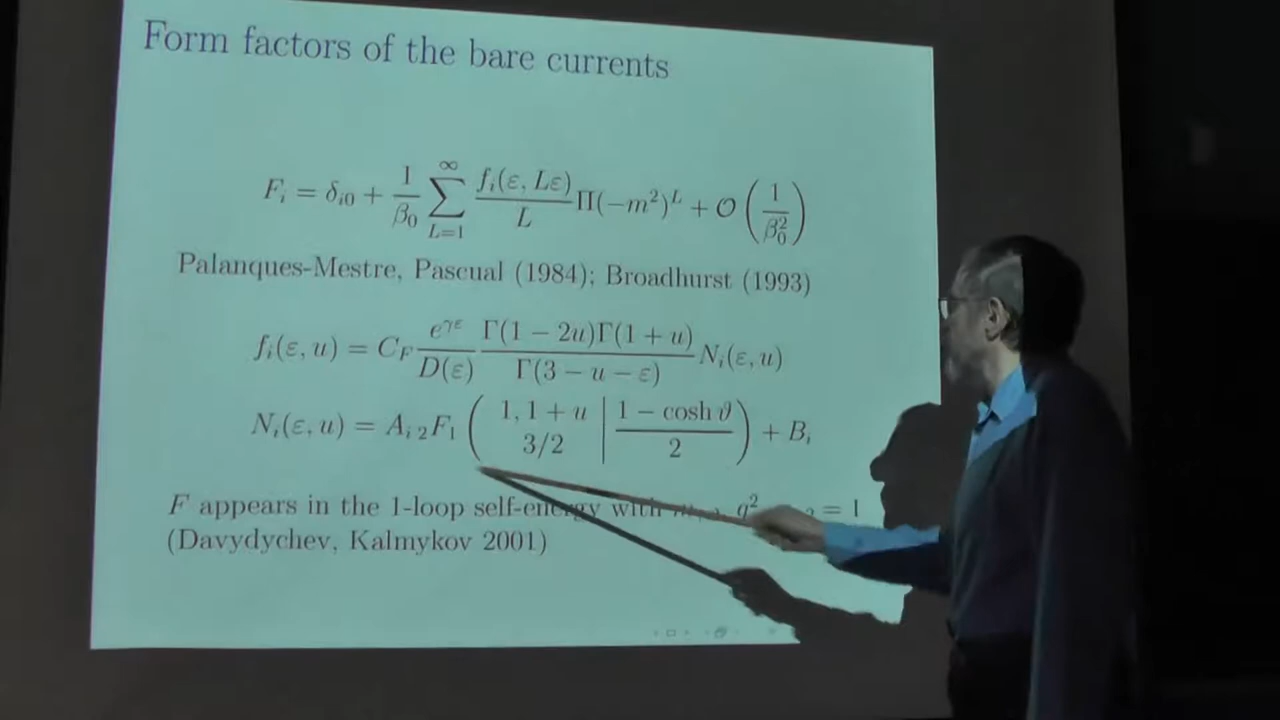 Form factors of the bare currents
F_i = δ_{i0} + \frac{1}{β_0} \sum_{L=1}^{∞} \frac{f_i(ε, Lε)}{L} Π(−m²)^L + 𝒪\left(\frac{1}{β_0^2}\right)
Palanques-Mestre, Pascual (1984); Broadhurst (1993)
f_i(ε, u) = C_F \frac{e^{γε}}{D(ε)} \frac{Γ(1 − 2u)Γ(1 + u)}{Γ(3 − u − ε)} N_i(ε, u)
N_i(ε, u) = A_i {}_2F_1 \left( \begin{matrix} 1, 1 + u \\ 3/2 \end{matrix} \middle| \frac{1 − \cosh ϑ}{2} \right) + B_i
F appears in the 1-loop self-energy with q² = 1
(Davydychev, Kalmykov 2001)